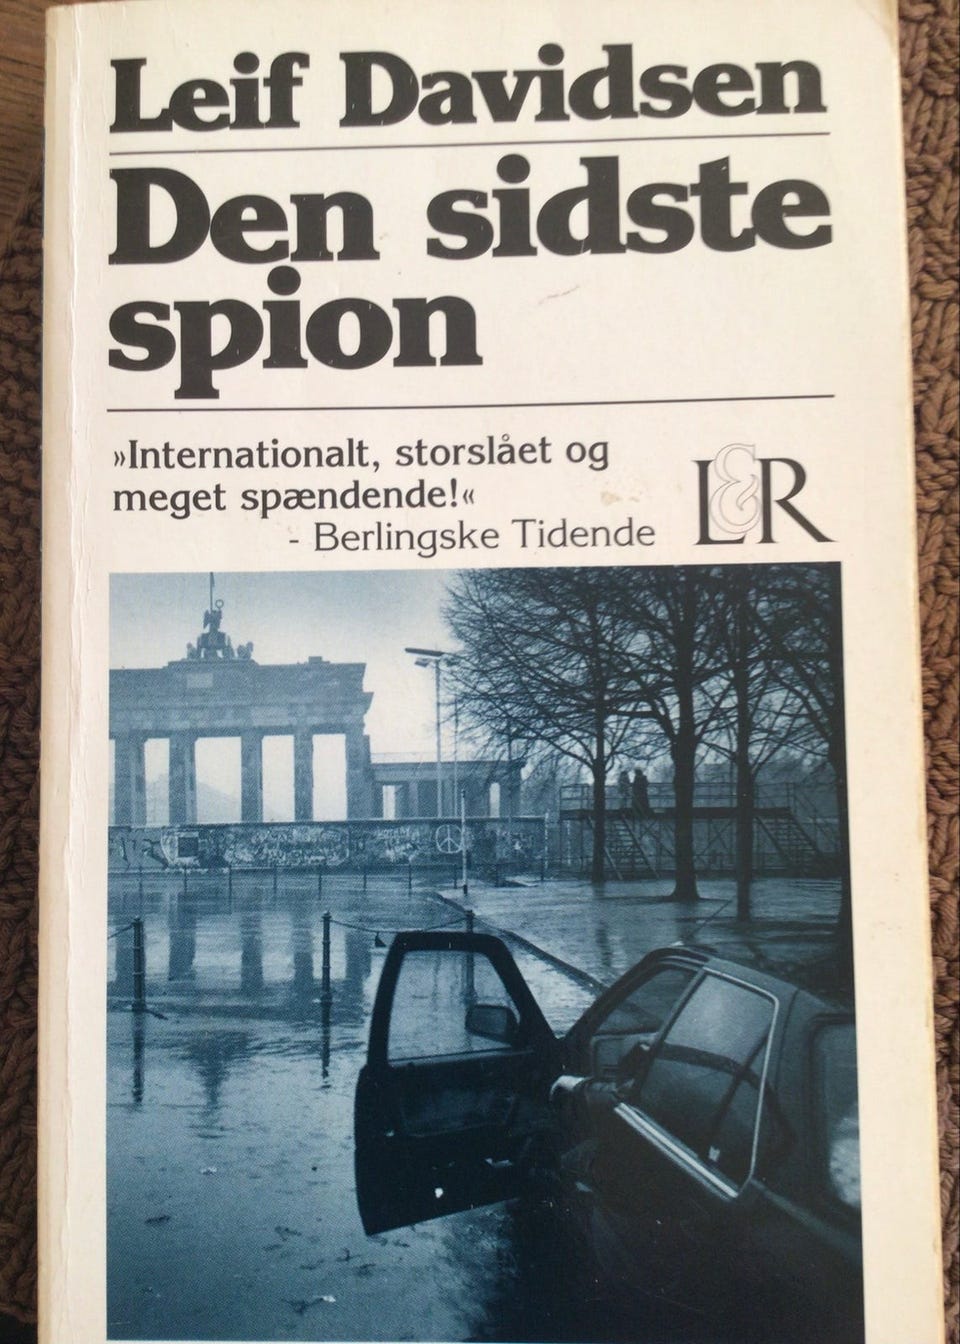 Leif Davidsen
Den sidste
spion
»Internationalt, storslået og
meget spændende!«
- Berlingske Tidende
L&R